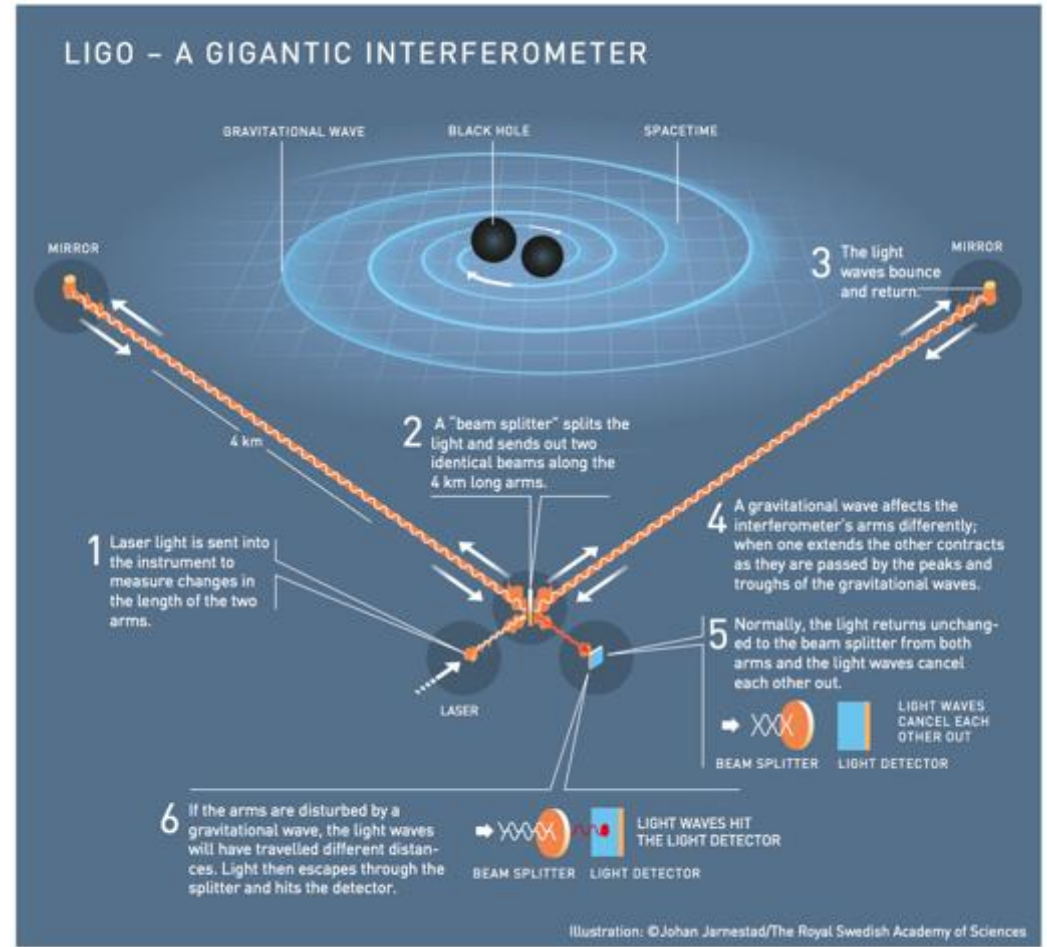 LIGO – A GIGANTIC INTERFEROMETER
GRAVITATIONAL WAVE
BLACK HOLE
SPACETIME
MIRROR
3 The light
waves bounce
and return.
MIRROR
4 km
2 A "beam splitter" splits the
light and sends out two
identical beams along the
4 km long arms.
1 Laser light is sent into
the instrument to
measure changes in
the length of the two
arms.
4 A gravitational wave affects the
interferometer's arms differently;
when one extends the other contracts
as they are passed by the peaks and
troughs of the gravitational waves.
5 Normally, the light returns unchang-
ed to the beam splitter from both
arms and the light waves cancel
each other out.
LASER
LIGHT WAVES
CANCEL EACH
OTHER OUT
BEAM SPLITTER
LIGHT DETECTOR
6 If the arms are disturbed by a
gravitational wave, the light waves
will have travelled different distan-
ces. Light then escapes through the
splitter and hits the detector.
LIGHT WAVES HIT
THE LIGHT DETECTOR
BEAM SPLITTER
LIGHT DETECTOR
Illustration: ©Johan Jarnestad/The Royal Swedish Academy of Sciences